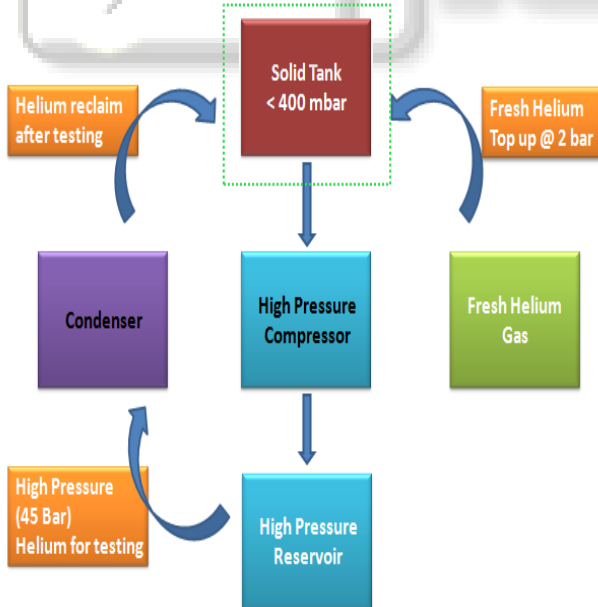 Solid Tank
< 400 mbar
Helium reclaim
after testing
Fresh Helium
Top up @ 2 bar
Condenser
High Pressure
Compressor
Fresh Helium
Gas
High Pressure
(45 Bar)
Helium for testing
High Pressure
Reservoir